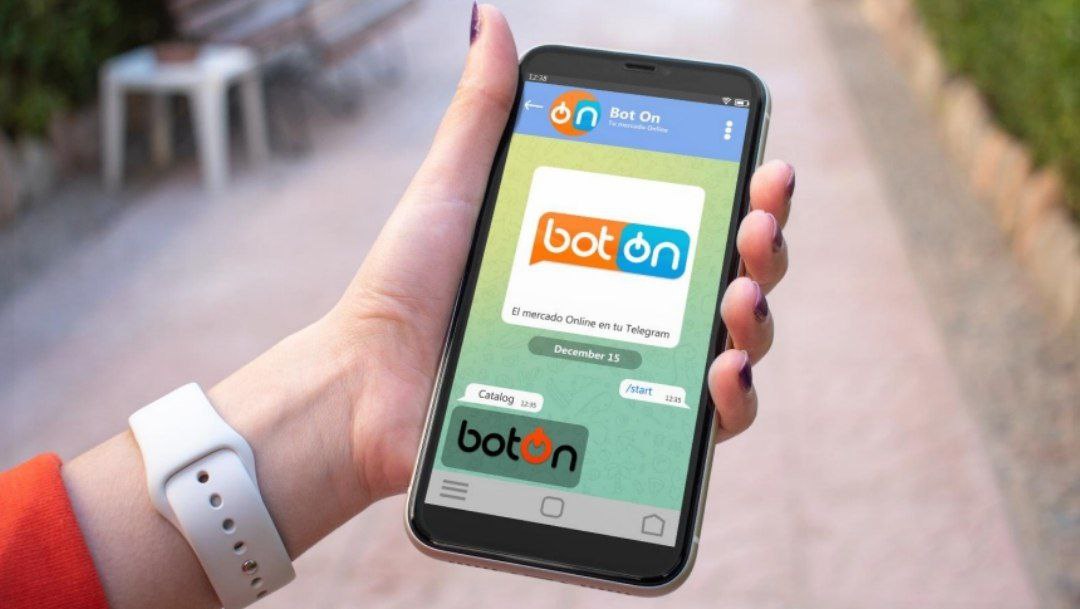 12:38
on
Bot On
Tu mercado Online
bot on
El mercado Online en tu Telegram
December 15
/start 12:35
Catalog 12:35
botOn